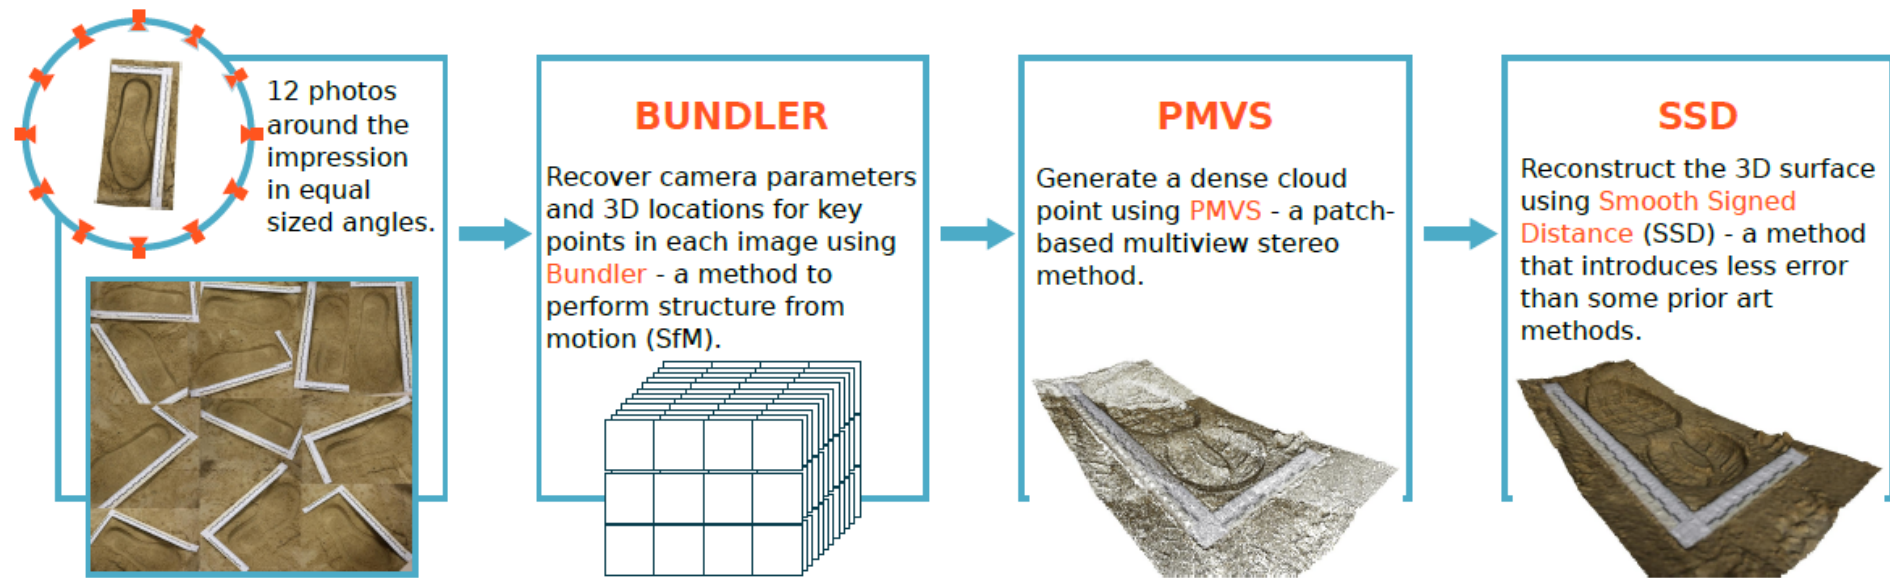 12 photos
around the
impression
in equal
sized angles.
BUNDLER
Recover camera parameters
and 3D locations for key
points in each image using
Bundler - a method to
perform structure from
motion (SfM).
PMVS
Generate a dense cloud
point using PMVS - a patch-
based multiview stereo
method.
SSD
Reconstruct the 3D surface
using Smooth Signed
Distance (SSD) - a method
that introduces less error
than some prior art
methods.